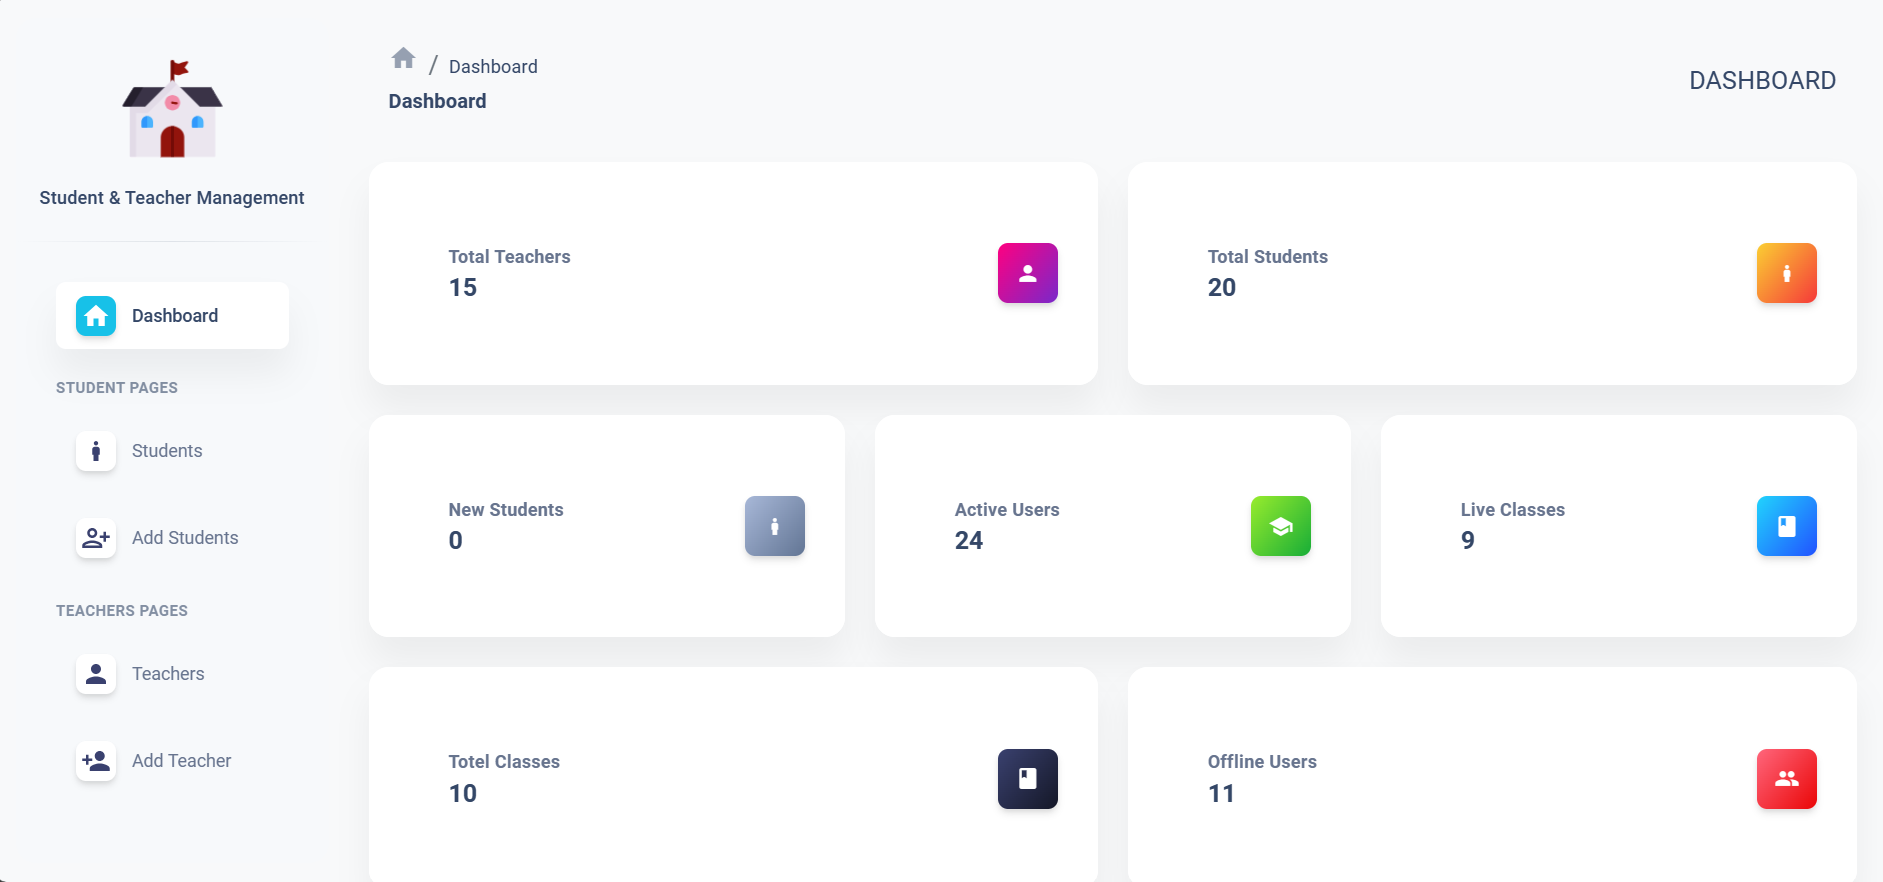 Student & Teacher Management
Dashboard
STUDENT PAGES
Students
Add Students
TEACHERS PAGES
Teachers
Add Teacher
/ Dashboard
Dashboard
DASHBOARD
Total Teachers
15
Total Students
20
New Students
0
Active Users
24
Live Classes
9
Totel Classes
10
Offline Users
11